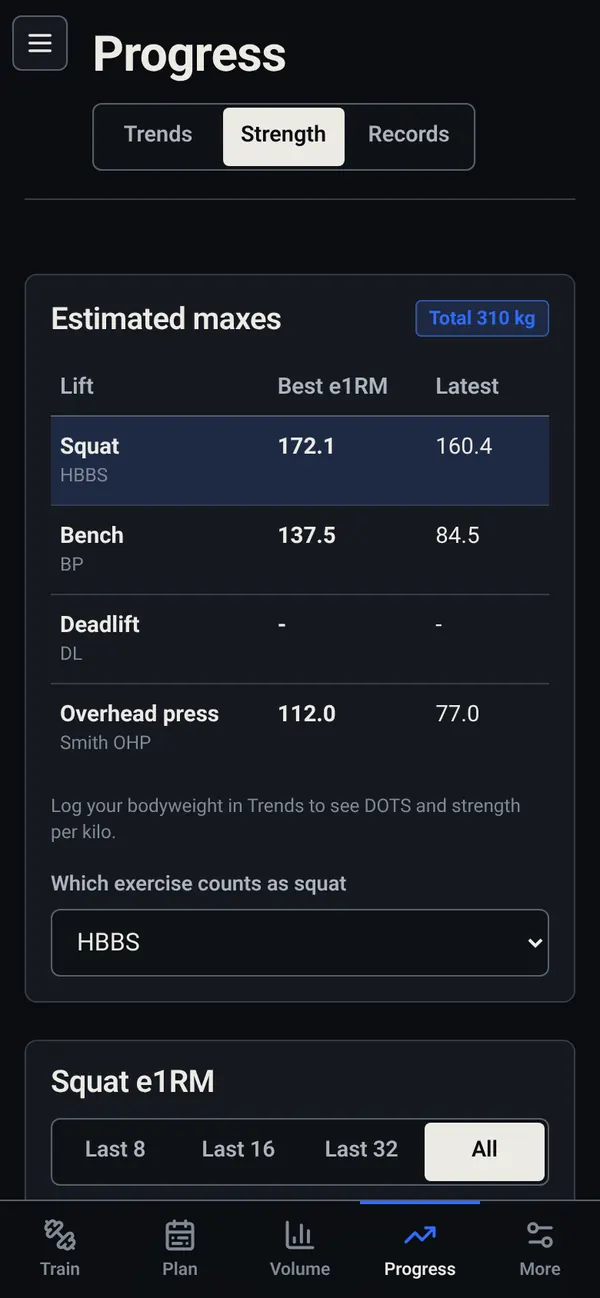 Progress
Trends Strength Records
Estimated maxes Total 310 kg
Lift Best e1RM Latest
Squat 172.1 160.4
HBBS
Bench 137.5 84.5
BP
Deadlift - -
DL
Overhead press 112.0 77.0
Smith OHP
Log your bodyweight in Trends to see DOTS and strength
per kilo.
Which exercise counts as squat
HBBS
Squat e1RM
Last 8 Last 16 Last 32 All
Train Plan Volume Progress More